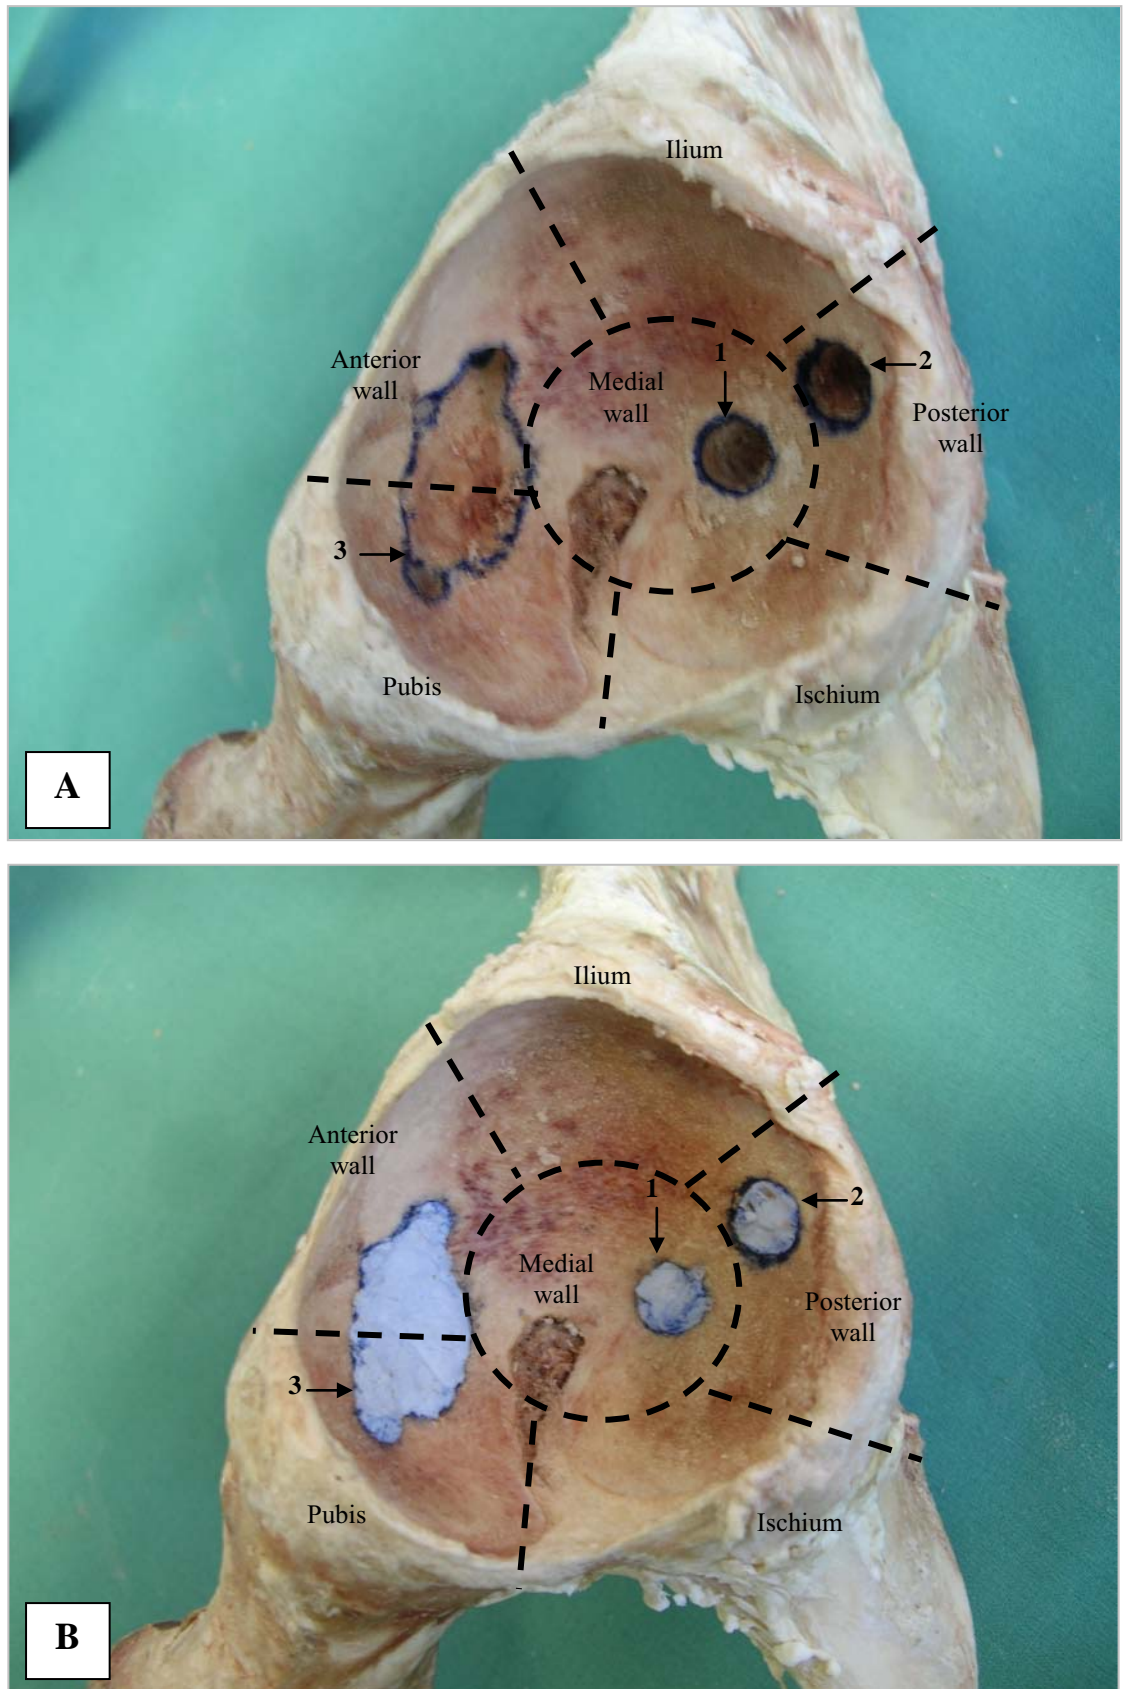 Ilium
1
Medial
wall
2
Anterior
wall
Posterior
wall
3
Pubis
Ischium
A
Ilium
Anterior
wall
1
2
Medial
wall
Posterior
wall
3
Pubis
Ischium
B